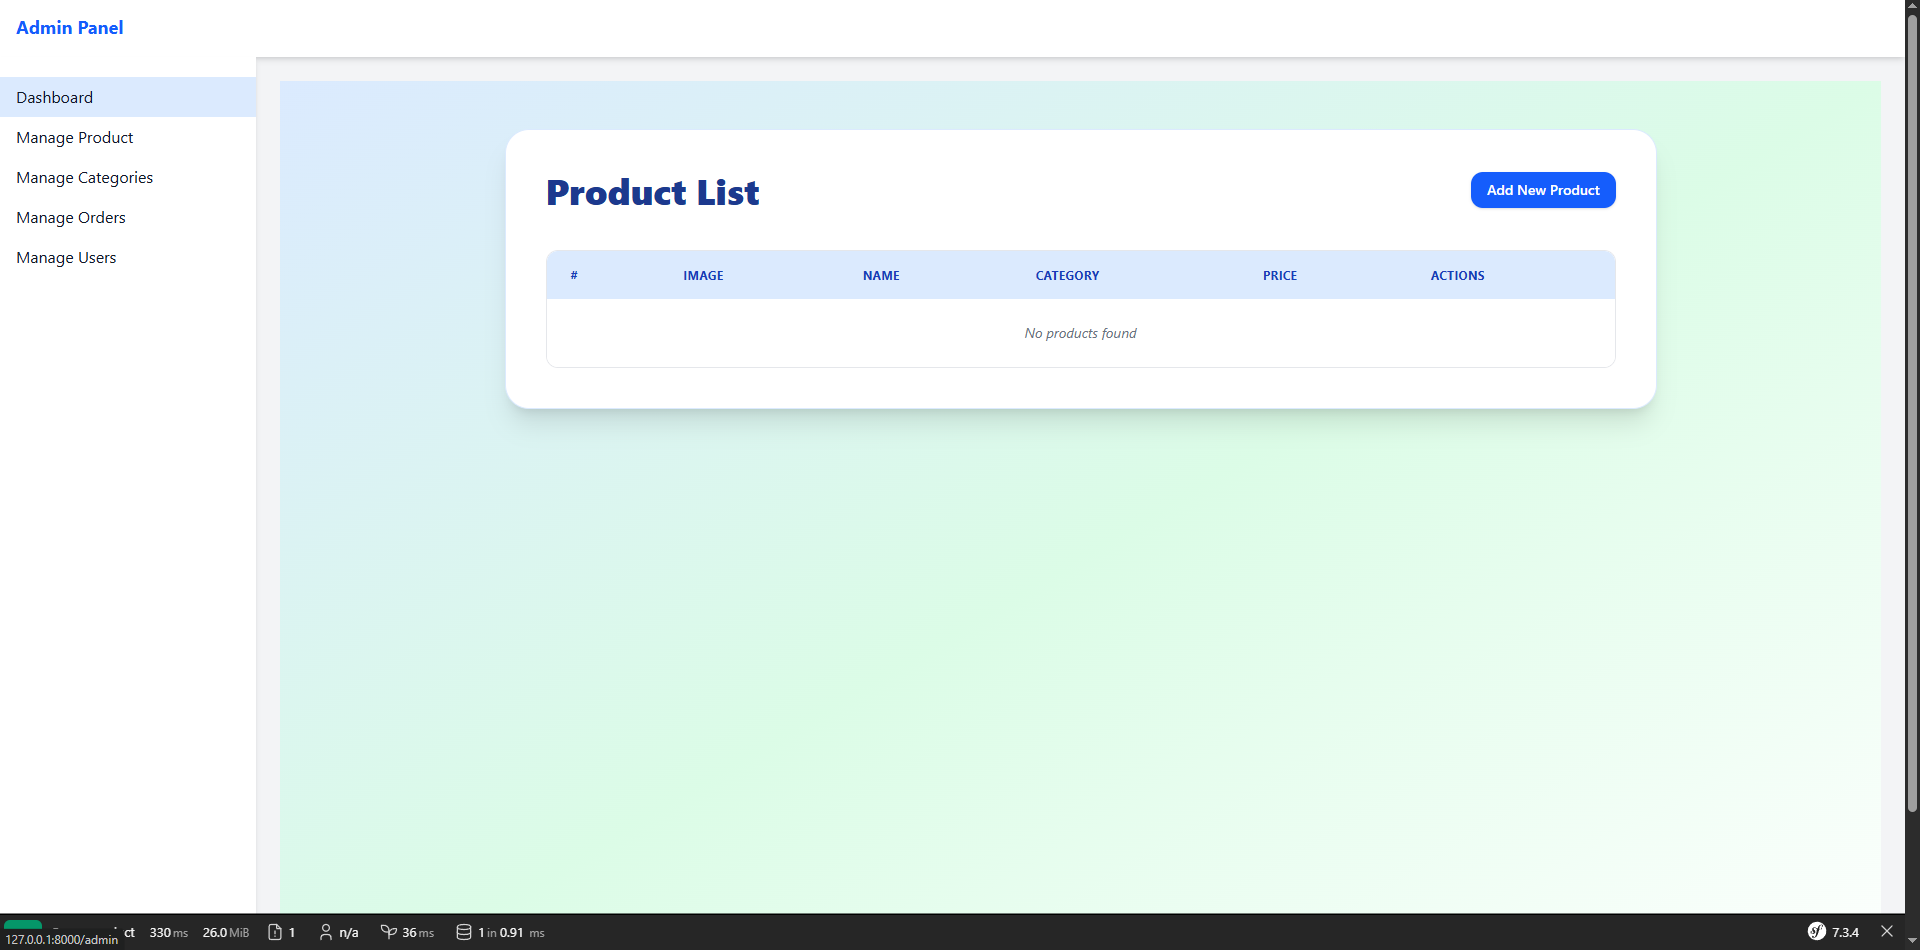 Admin Panel
Dashboard
Manage Product
Manage Categories
Manage Orders
Manage Users
Product List
Add New Product
# IMAGE NAME CATEGORY PRICE ACTIONS
No products found
127.0.0.1:8000/admin
ct 330 ms 26.0 MiB 1 n/a 36 ms 1 in 0.91 ms sf 7.3.4